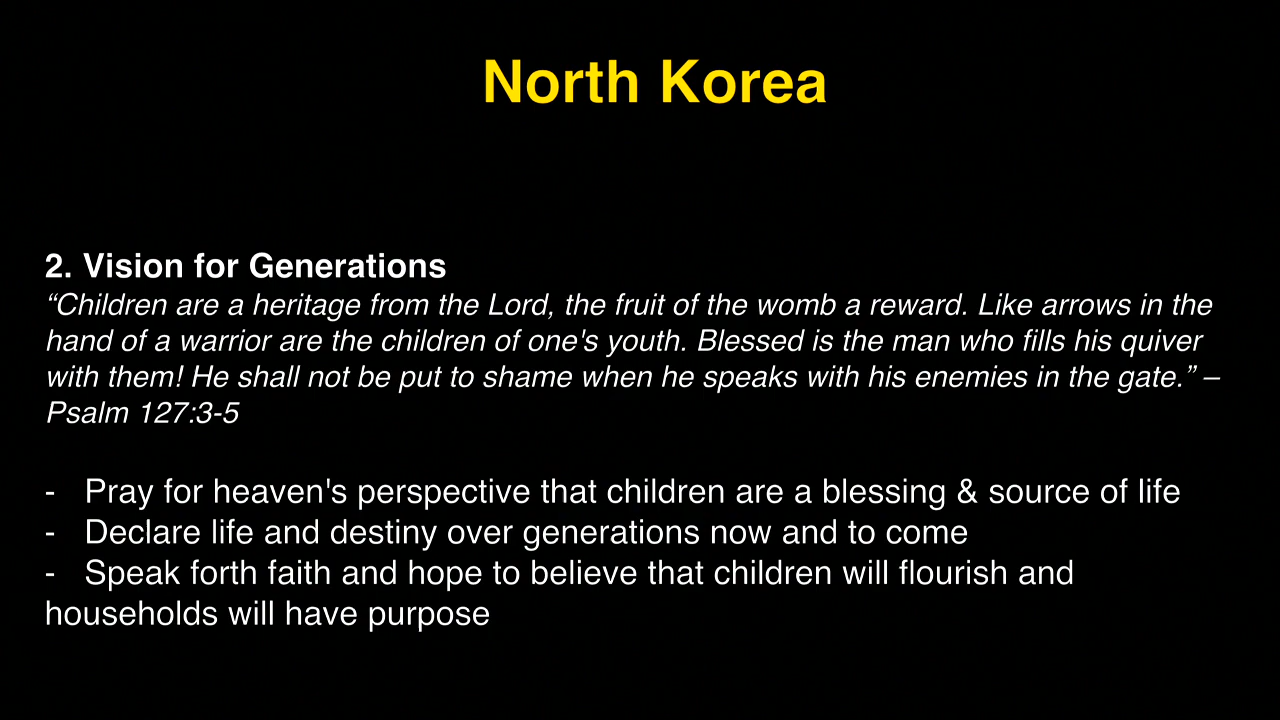 North Korea
2. Vision for Generations
“Children are a heritage from the Lord, the fruit of the womb a reward. Like arrows in the
hand of a warrior are the children of one's youth. Blessed is the man who fills his quiver
with them! He shall not be put to shame when he speaks with his enemies in the gate.” –
Psalm 127:3-5
- Pray for heaven's perspective that children are a blessing & source of life
- Declare life and destiny over generations now and to come
- Speak forth faith and hope to believe that children will flourish and
households will have purpose